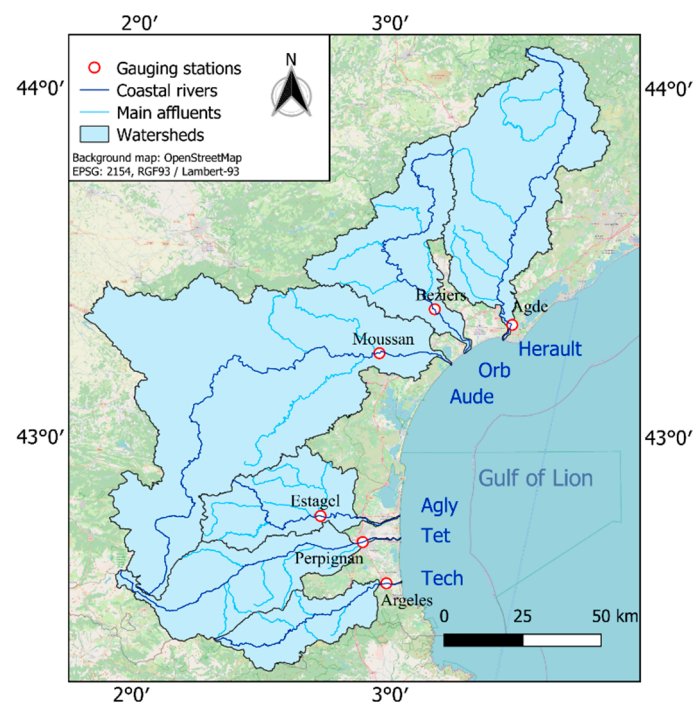 2°0′ 3°0′
N
Gauging stations
Coastal rivers
Main affluents
Watersheds
Background map: OpenStreetMap
EPSG: 2154, RGF93 / Lambert-93
44°0′ 44°0′
Beziers
Agde
Moussan
Herault
Orb
Aude
43°0′ 43°0′
Gulf of Lion
Estagel
Agly
Tet
Perpignan
Tech
Argeles
0 25 50 km
2°0′ 3°0′